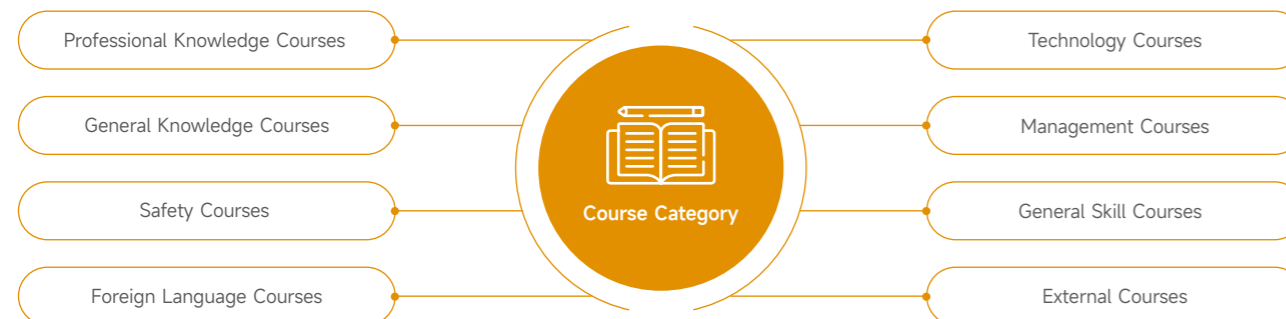 Professional Knowledge Courses
General Knowledge Courses
Safety Courses
Foreign Language Courses
Course Category
Technology Courses
Management Courses
General Skill Courses
External Courses